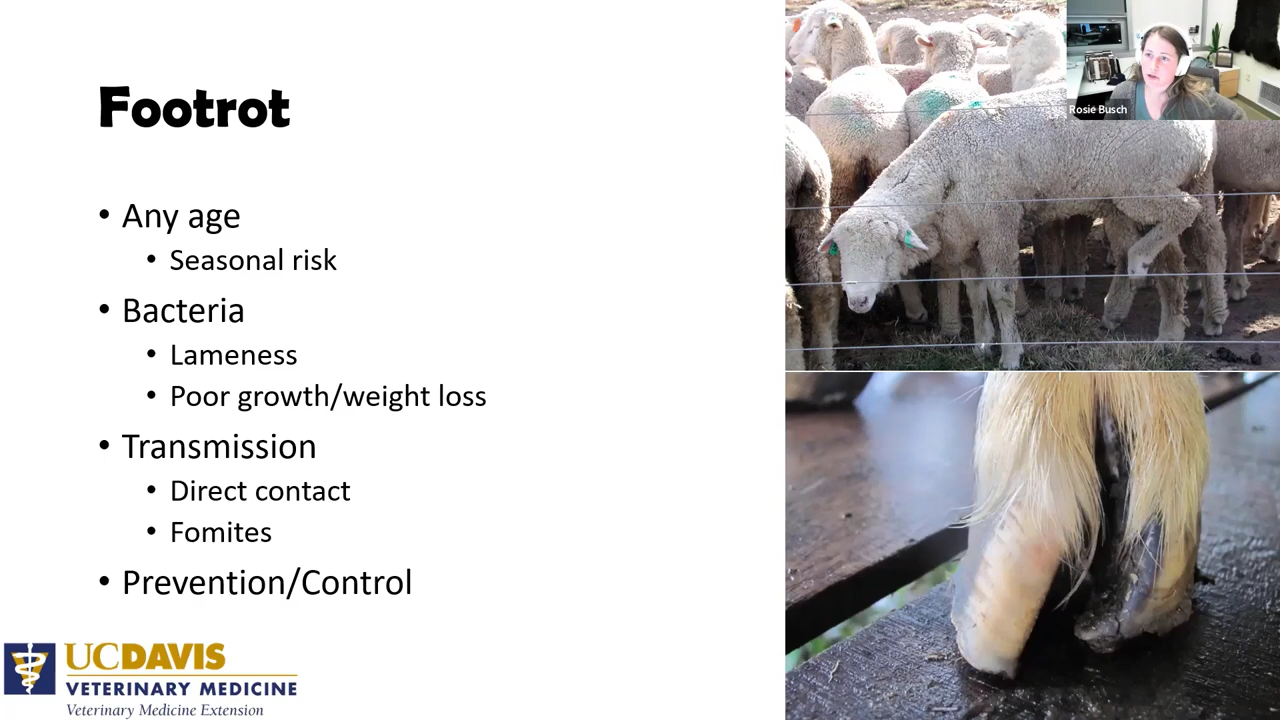 Footrot
• Any age
• Seasonal risk
• Bacteria
• Lameness
• Poor growth/weight loss
• Transmission
• Direct contact
• Fomites
• Prevention/Control
UCDAVIS
VETERINARY MEDICINE
Veterinary Medicine Extension
Rosie Busch